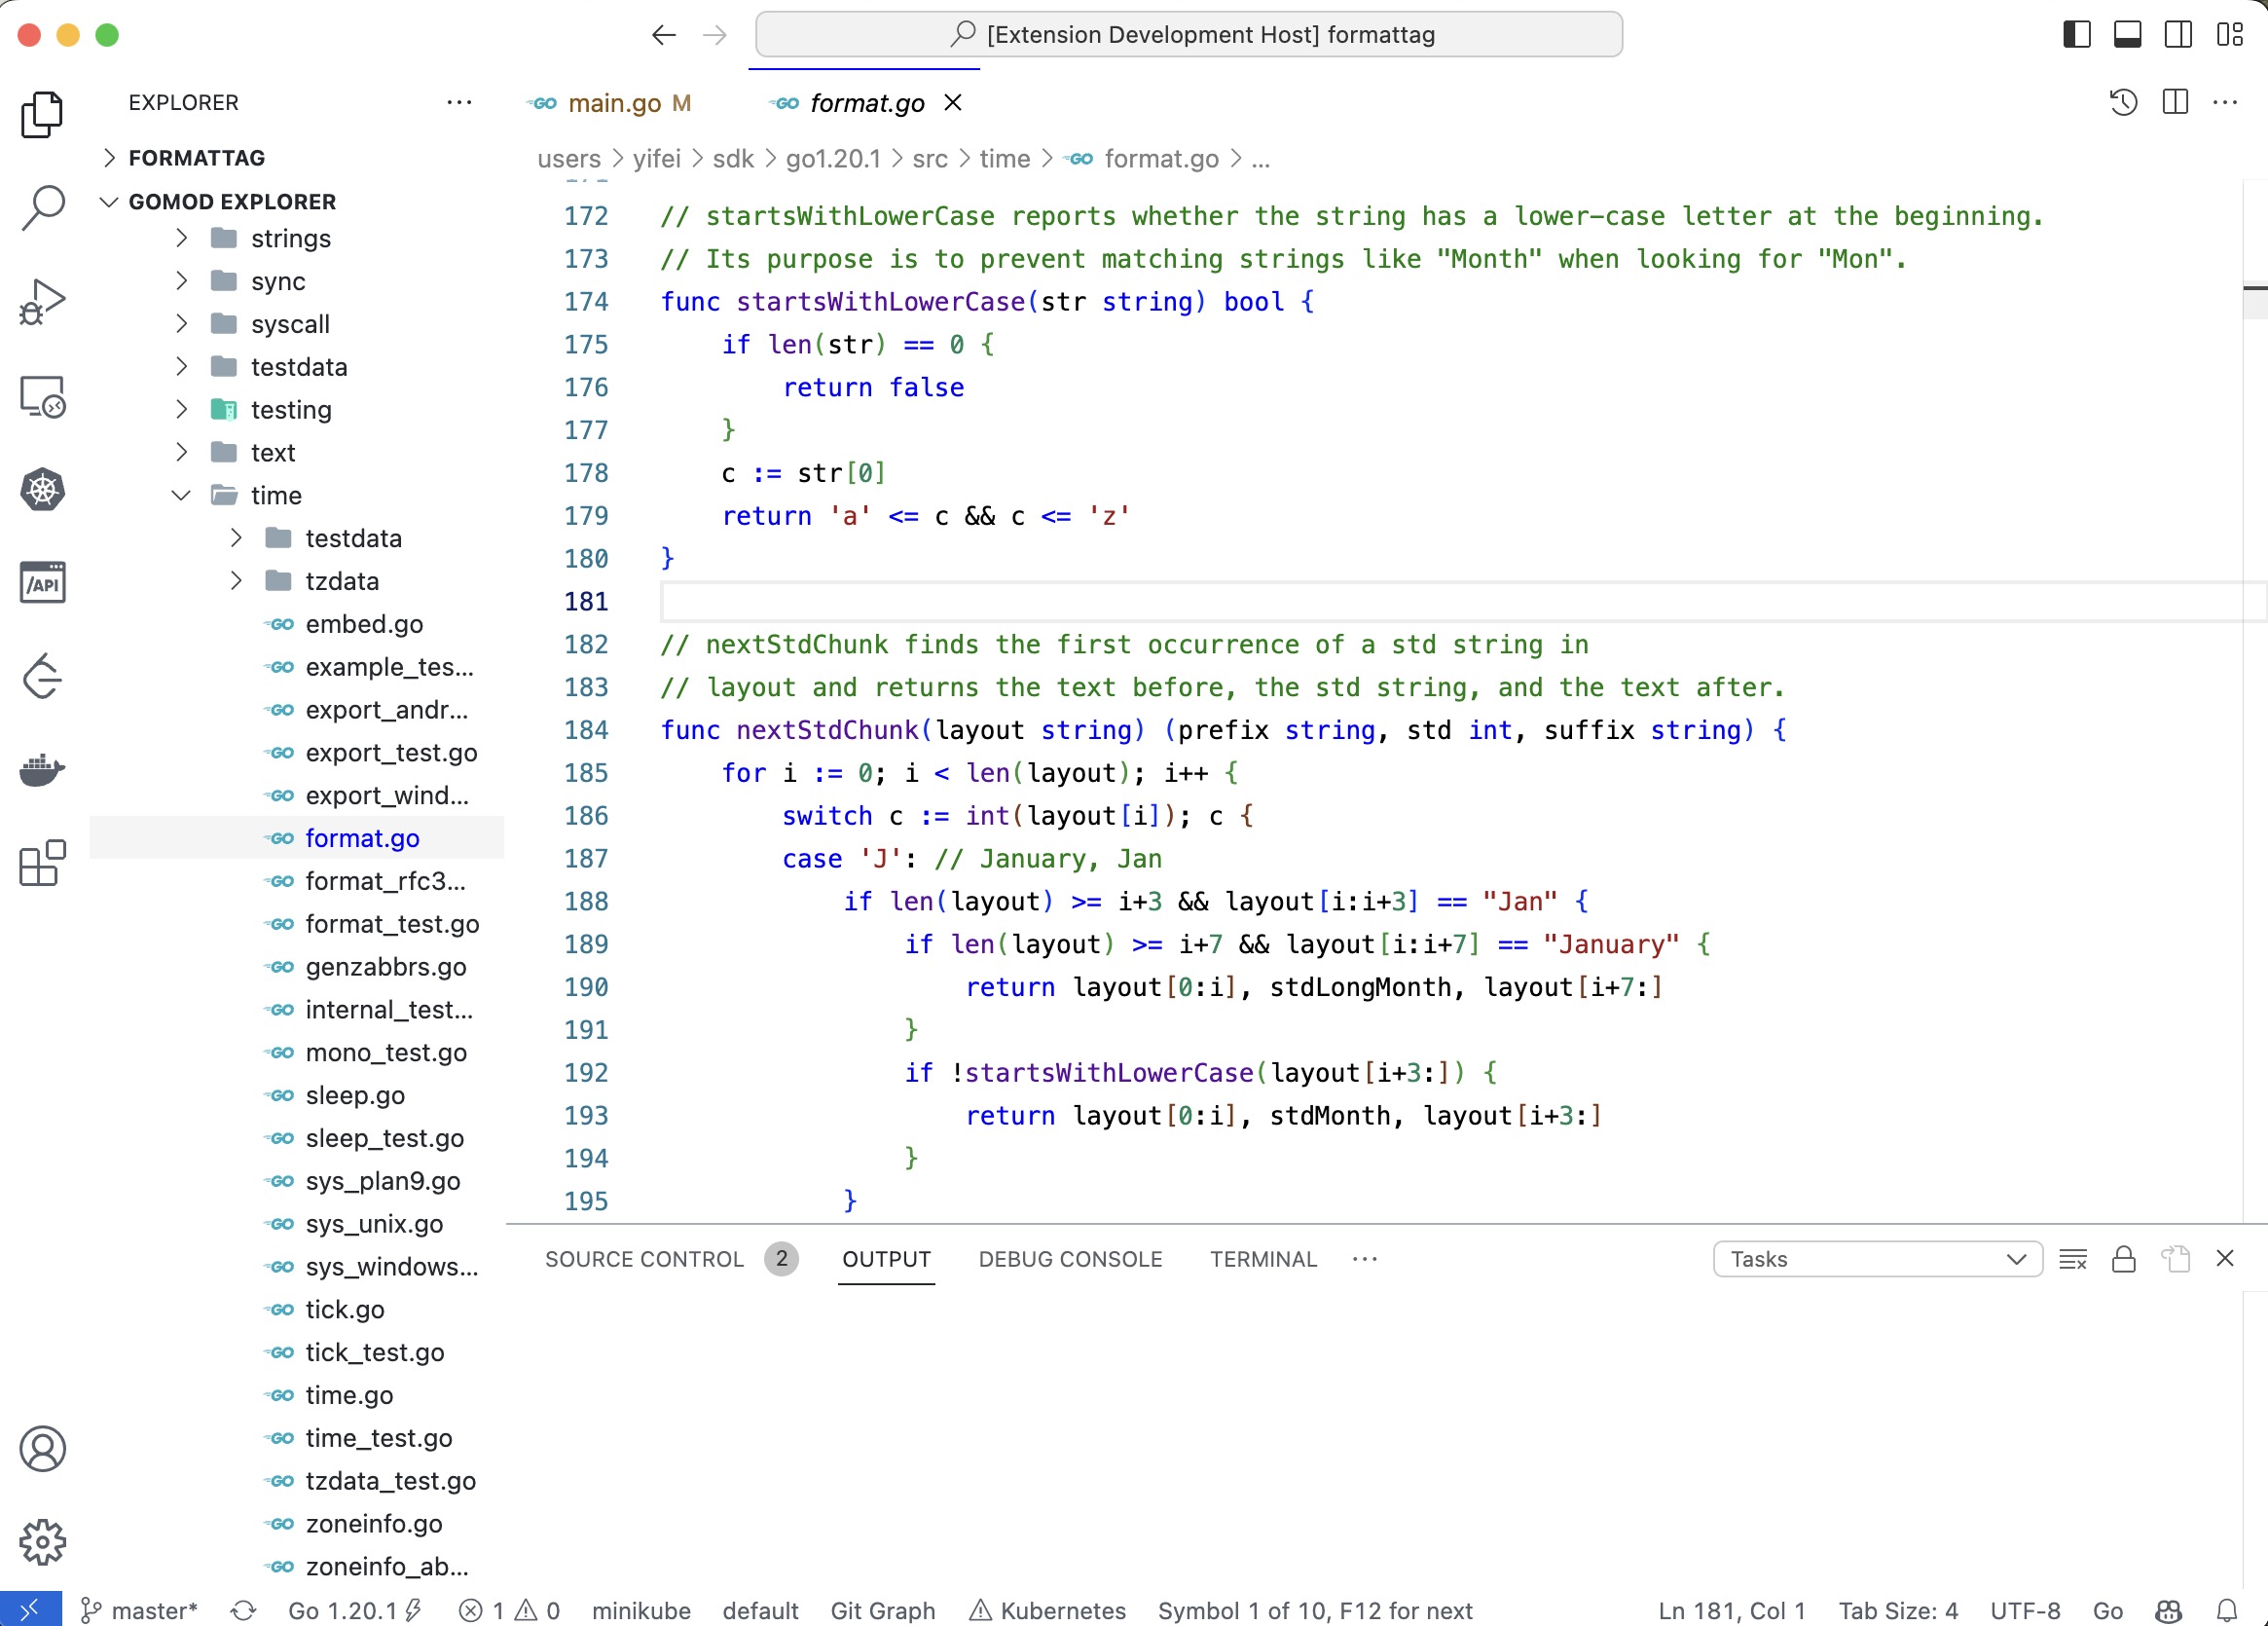 [Extension Development Host] formattag
EXPLORER
main.go M
format.go
FORMATTAG
users > yifei > sdk > go1.20.1 > src > time > format.go > ...
GOMOD EXPLORER
strings
sync
syscall
testdata
testing
text
time
testdata
tzdata
embed.go
example_tes...
export_andr...
export_test.go
export_wind...
format.go
format_rfc3...
format_test.go
genzabbrs.go
internal_test...
mono_test.go
sleep.go
sleep_test.go
sys_plan9.go
sys_unix.go
sys_windows...
tick.go
tick_test.go
time.go
time_test.go
tzdata_test.go
zoneinfo.go
zoneinfo_ab...
/API
172 // startsWithLowerCase reports whether the string has a lower-case letter at the beginning.
173 // Its purpose is to prevent matching strings like "Month" when looking for "Mon".
174 func startsWithLowerCase(str string) bool {
175     if len(str) == 0 {
176         return false
177     }
178     c := str[0]
179     return 'a' <= c && c <= 'z'
180 }
181
182 // nextStdChunk finds the first occurrence of a std string in
183 // layout and returns the text before, the std string, and the text after.
184 func nextStdChunk(layout string) (prefix string, std int, suffix string) {
185     for i := 0; i < len(layout); i++ {
186         switch c := int(layout[i]); c {
187         case 'J': // January, Jan
188             if len(layout) >= i+3 && layout[i:i+3] == "Jan" {
189                 if len(layout) >= i+7 && layout[i:i+7] == "January" {
190                     return layout[0:i], stdLongMonth, layout[i+7:]
191                 }
192                 if !startsWithLowerCase(layout[i+3:]) {
193                     return layout[0:i], stdMonth, layout[i+3:]
194                 }
195             }
SOURCE CONTROL 2 OUTPUT DEBUG CONSOLE TERMINAL ··· Tasks
master* Go 1.20.1 1 0 minikube default Git Graph Kubernetes Symbol 1 of 10, F12 for next Ln 181, Col 1 Tab Size: 4 UTF-8 Go